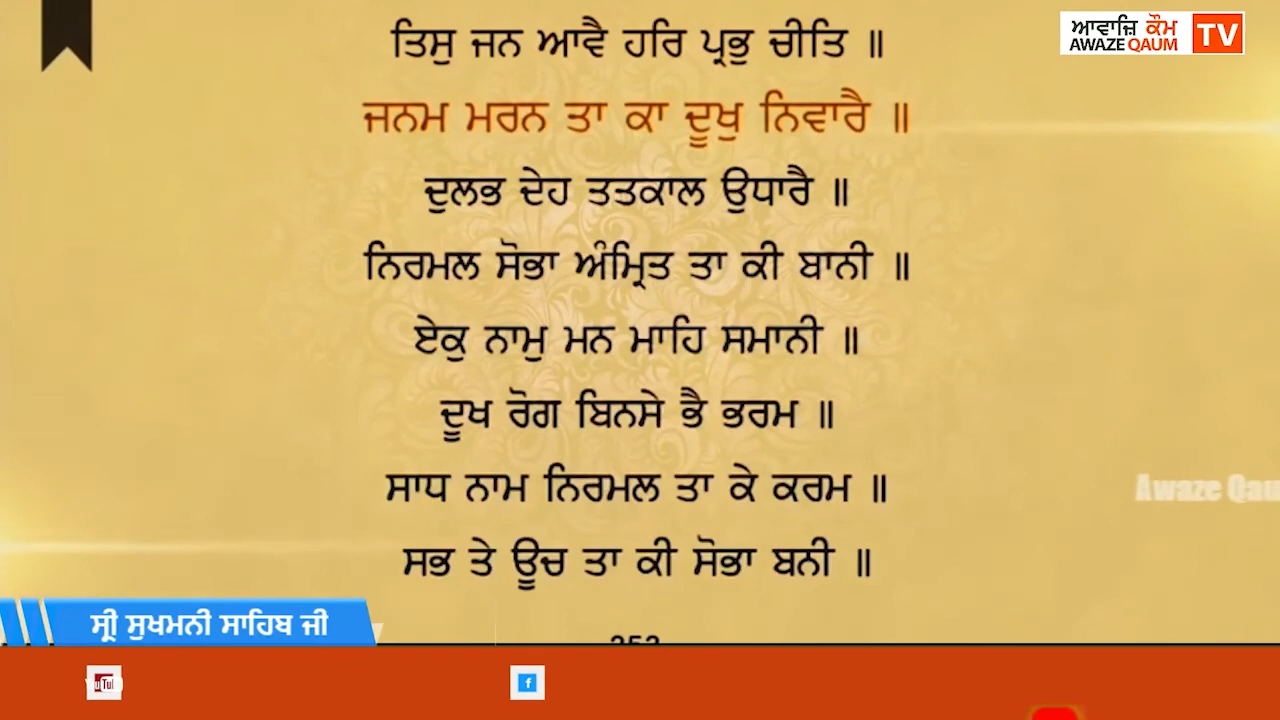 ਤਿਸੁ ਜਨ ਆਵੈ ਹਰਿ ਪ੍ਰਭੁ ਚੀਤਿ ॥
ਆਵਾਜ਼ਿ ਕੌਮ
AWAZE QAUM TV
ਜਨਮ ਮਰਨ ਤਾ ਕਾ ਦੂਖੁ ਨਿਵਾਰੈ ॥
ਦੁਲਭ ਦੇਹ ਤਤਕਾਲ ਉਧਾਰੈ ॥
ਨਿਰਮਲ ਸੋਭਾ ਅੰਮ੍ਰਿਤ ਤਾ ਕੀ ਬਾਨੀ ॥
ਏਕੁ ਨਾਮੁ ਮਨ ਮਾਹਿ ਸਮਾਨੀ ॥
ਦੂਖ ਰੋਗ ਬਿਨਸੇ ਭੈ ਭਰਮ ॥
ਸਾਧ ਨਾਮ ਨਿਰਮਲ ਤਾ ਕੇ ਕਰਮ ॥
Awaze Qau
ਸਭ ਤੇ ਊਚ ਤਾ ਕੀ ਸੋਭਾ ਬਨੀ ॥
ਸ੍ਰੀ ਸੁਖਮਨੀ ਸਾਹਿਬ ਜੀ